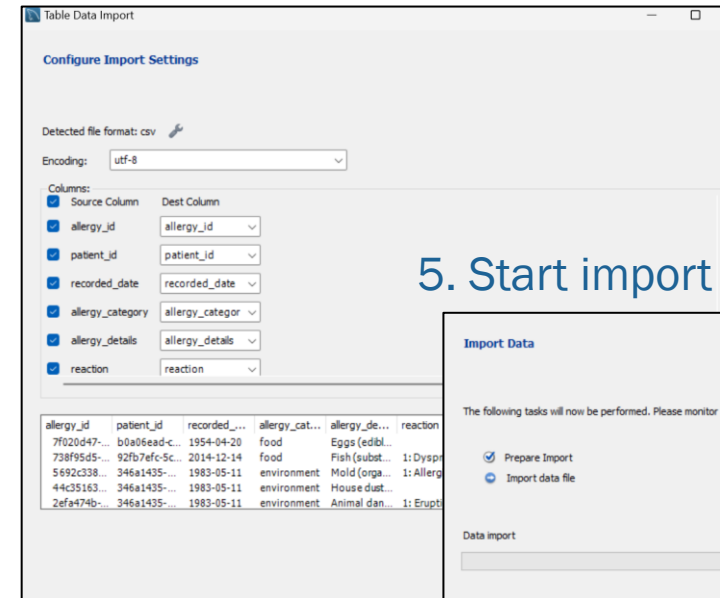 Table Data Import
Configure Import Settings
Detected file format: csv
Encoding: utf-8
Columns:
Source Column Dest Column
allergy_id allergy_id
patient_id patient_id
recorded_date recorded_date
allergy_category allergy_categor
allergy_details allergy_details
reaction reaction
allergy_id patient_id recorded_... allergy_cat... allergy_de... reaction
7f020d47-... b0a06ead-c... 1954-04-20 food Eggs (edibl...
738f95d5-... 92fb7efc-5c... 2014-12-14 food Fish (subst... 1: Dyspn
5692c338... 346a1435-... 1983-05-11 environment Mold (orga... 1: Allerg
44c35163... 346a1435-... 1983-05-11 environment House dust...
2efa474b-... 346a1435-... 1983-05-11 environment Animal dan... 1: Erupti
5. Start import
Import Data
The following tasks will now be performed. Please monitor
Prepare Import
Import data file
Data import